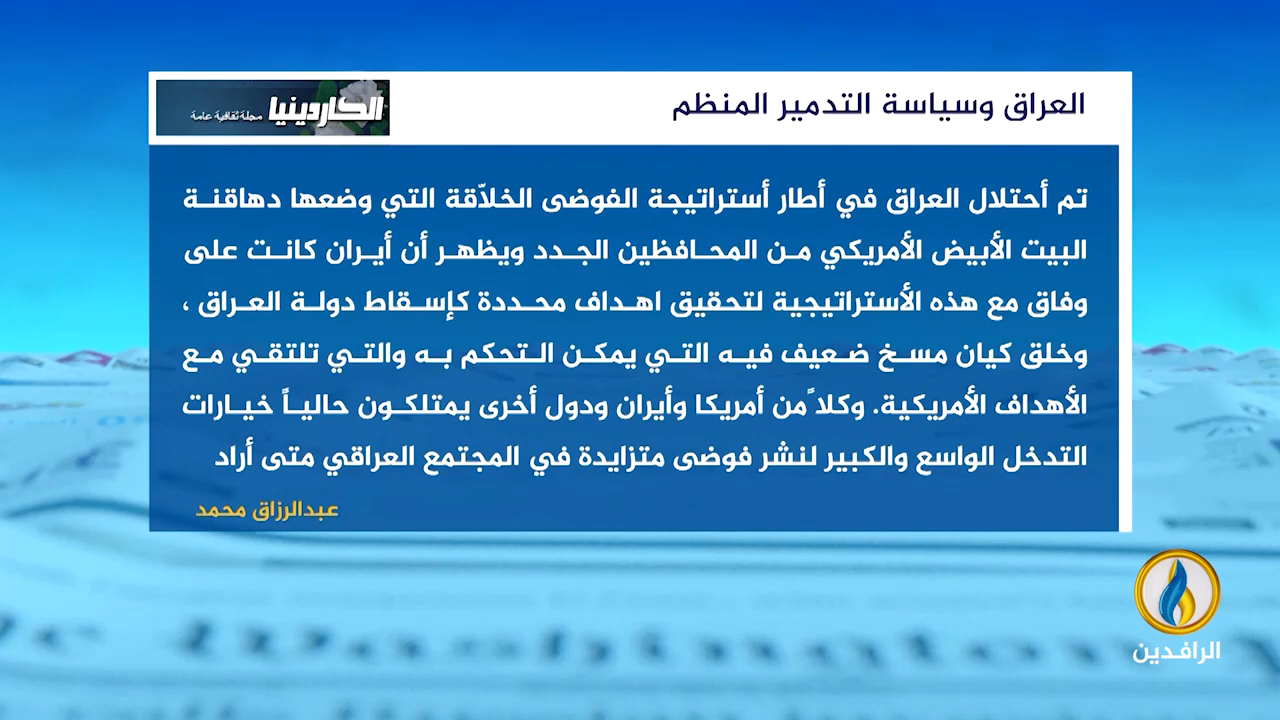 العراق وسياسة التدمير المنظم
الكاردينيا مجلة ثقافية عامة
تم أحتلال العراق في أطار أستراتيجة الفوضى الخلاّقة التي وضعها دهاقنة
البيت الأبيض الأمريكي من المحافظين الجدد ويظهر أن أيران كانت على
وفاق مع هذه الأستراتيجية لتحقيق اهداف محددة كإسقاط دولة العراق ،
وخلق كيان مسخ ضعيف فيه التي يمكن التحكم به والتي تلتقي مع
الأهداف الأمريكية. وكلا ًمن أمريكا وأيران ودول أخرى يمتلكون حالياً خيارات
التدخل الواسع والكبير لنشر فوضى متزايدة في المجتمع العراقي متى أراد
عبدالرزاق محمد
الرافدين